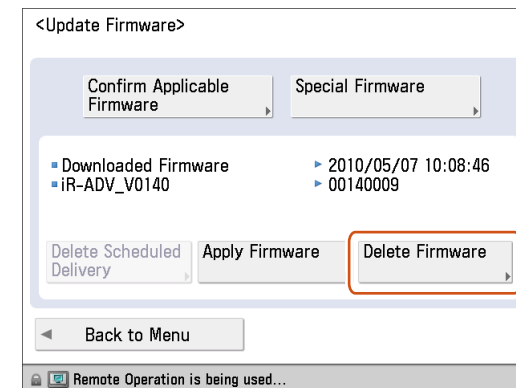 <Update Firmware>
Confirm Applicable
Firmware
Special Firmware
Downloaded Firmware 2010/05/07 10:08:46
iR-ADV_V0140 00140009
Delete Scheduled
Delivery
Apply Firmware
Delete Firmware
Back to Menu
Remote Operation is being used...